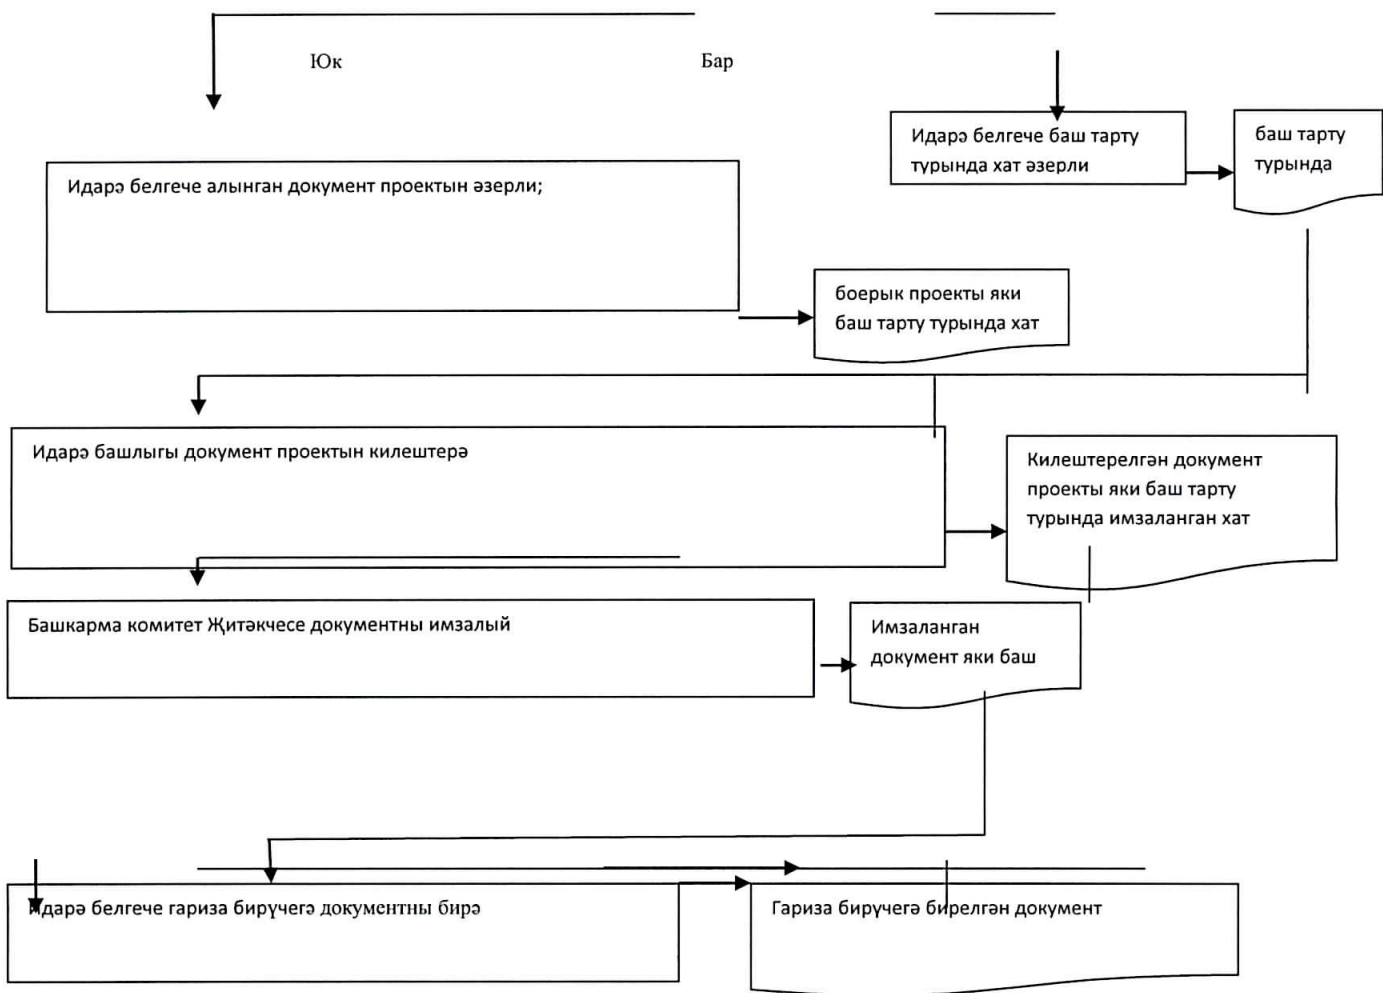 Юк
Бар
Идарә белгече баш тарту
турында хат әзерли
баш тарту
турында
Идарә белгече алынган документ проектын әзерли;
боерык проекты яки
баш тарту турында хат
Идарә башлыгы документ проектын килештерә
Килештерелгән документ
проекты яки баш тарту
турында имзаланган хат
Башкарма комитет Җитәкчесе документны имзалый
Имзаланган
документ яки баш
Идарә белгече гариза бирүчегә документны бирә
Гариза бирүчегә бирелгән документ